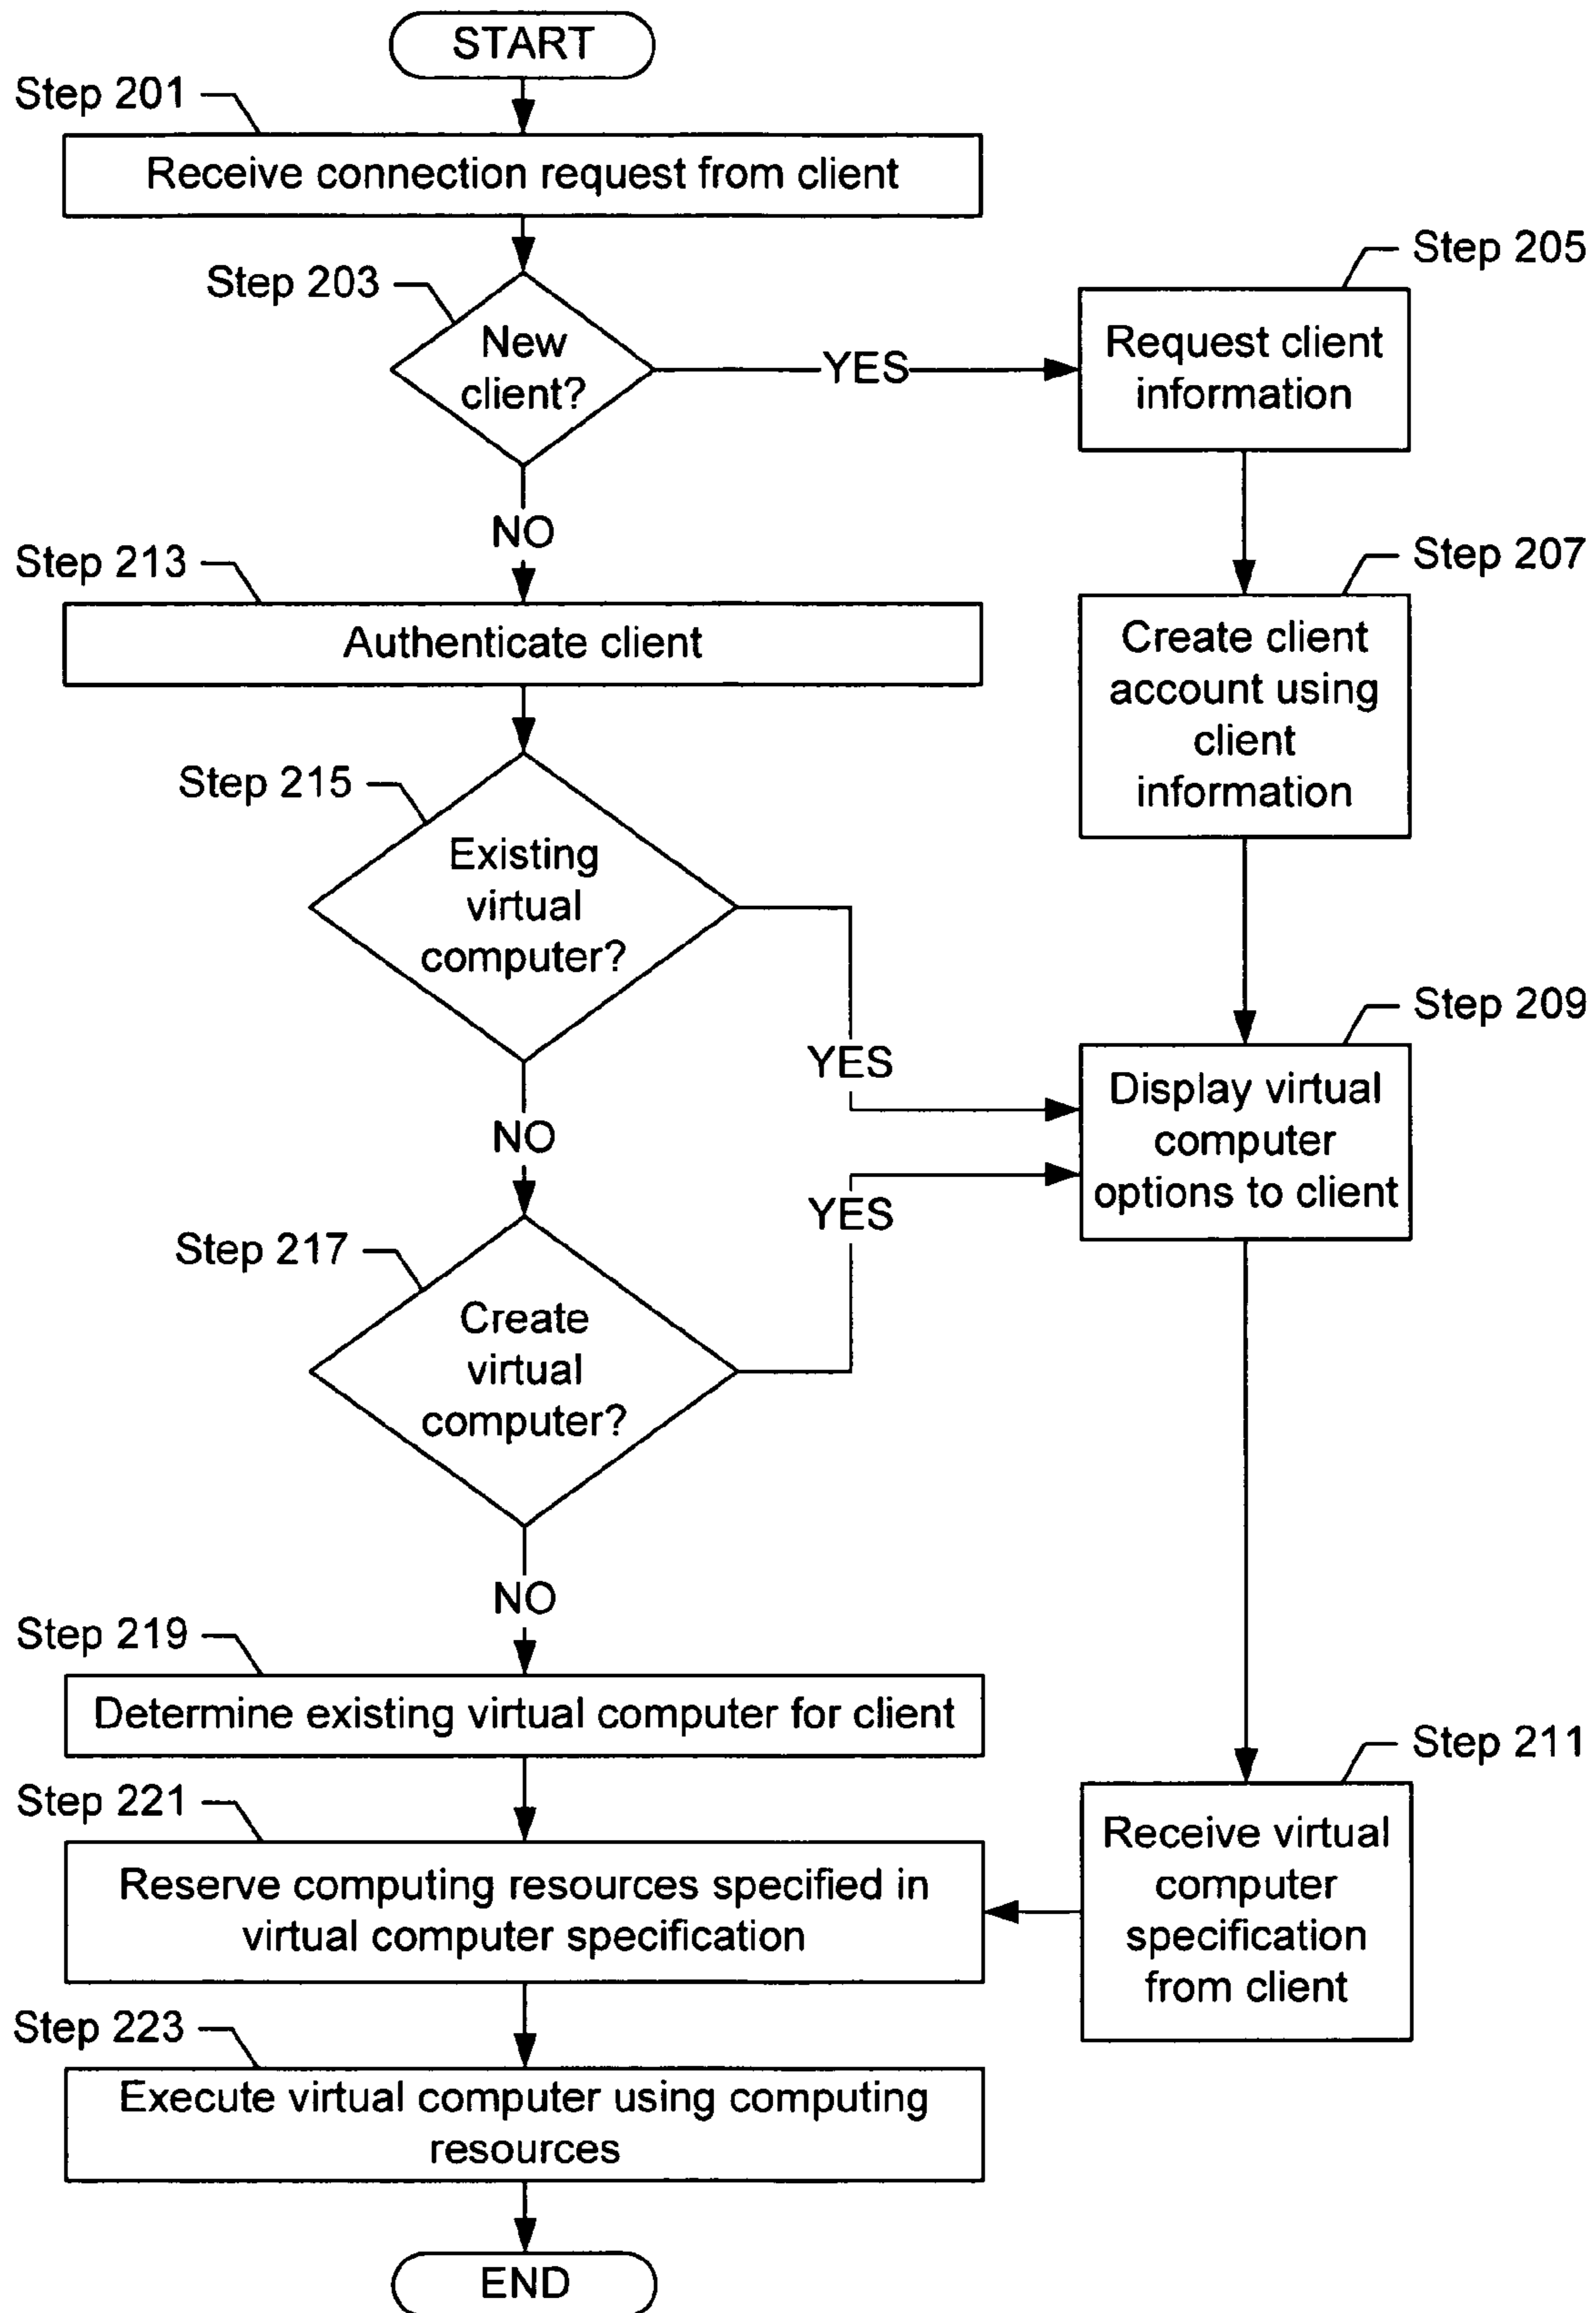 START
Step 201
Receive connection request from client
Step 203
New
client?
YES
Step 205
Request client
information
NO
Step 207
Create client
account using
client
information
Step 213
Authenticate client
Step 215
Existing
virtual
computer?
YES
NO
Step 209
Display virtual
computer
options to client
Step 217
Create
virtual
computer?
YES
NO
Step 219
Determine existing virtual computer for client
Step 211
Receive virtual
computer
specification
from client
Step 221
Reserve computing resources specified in
virtual computer specification
Step 223
Execute virtual computer using computing
resources
END